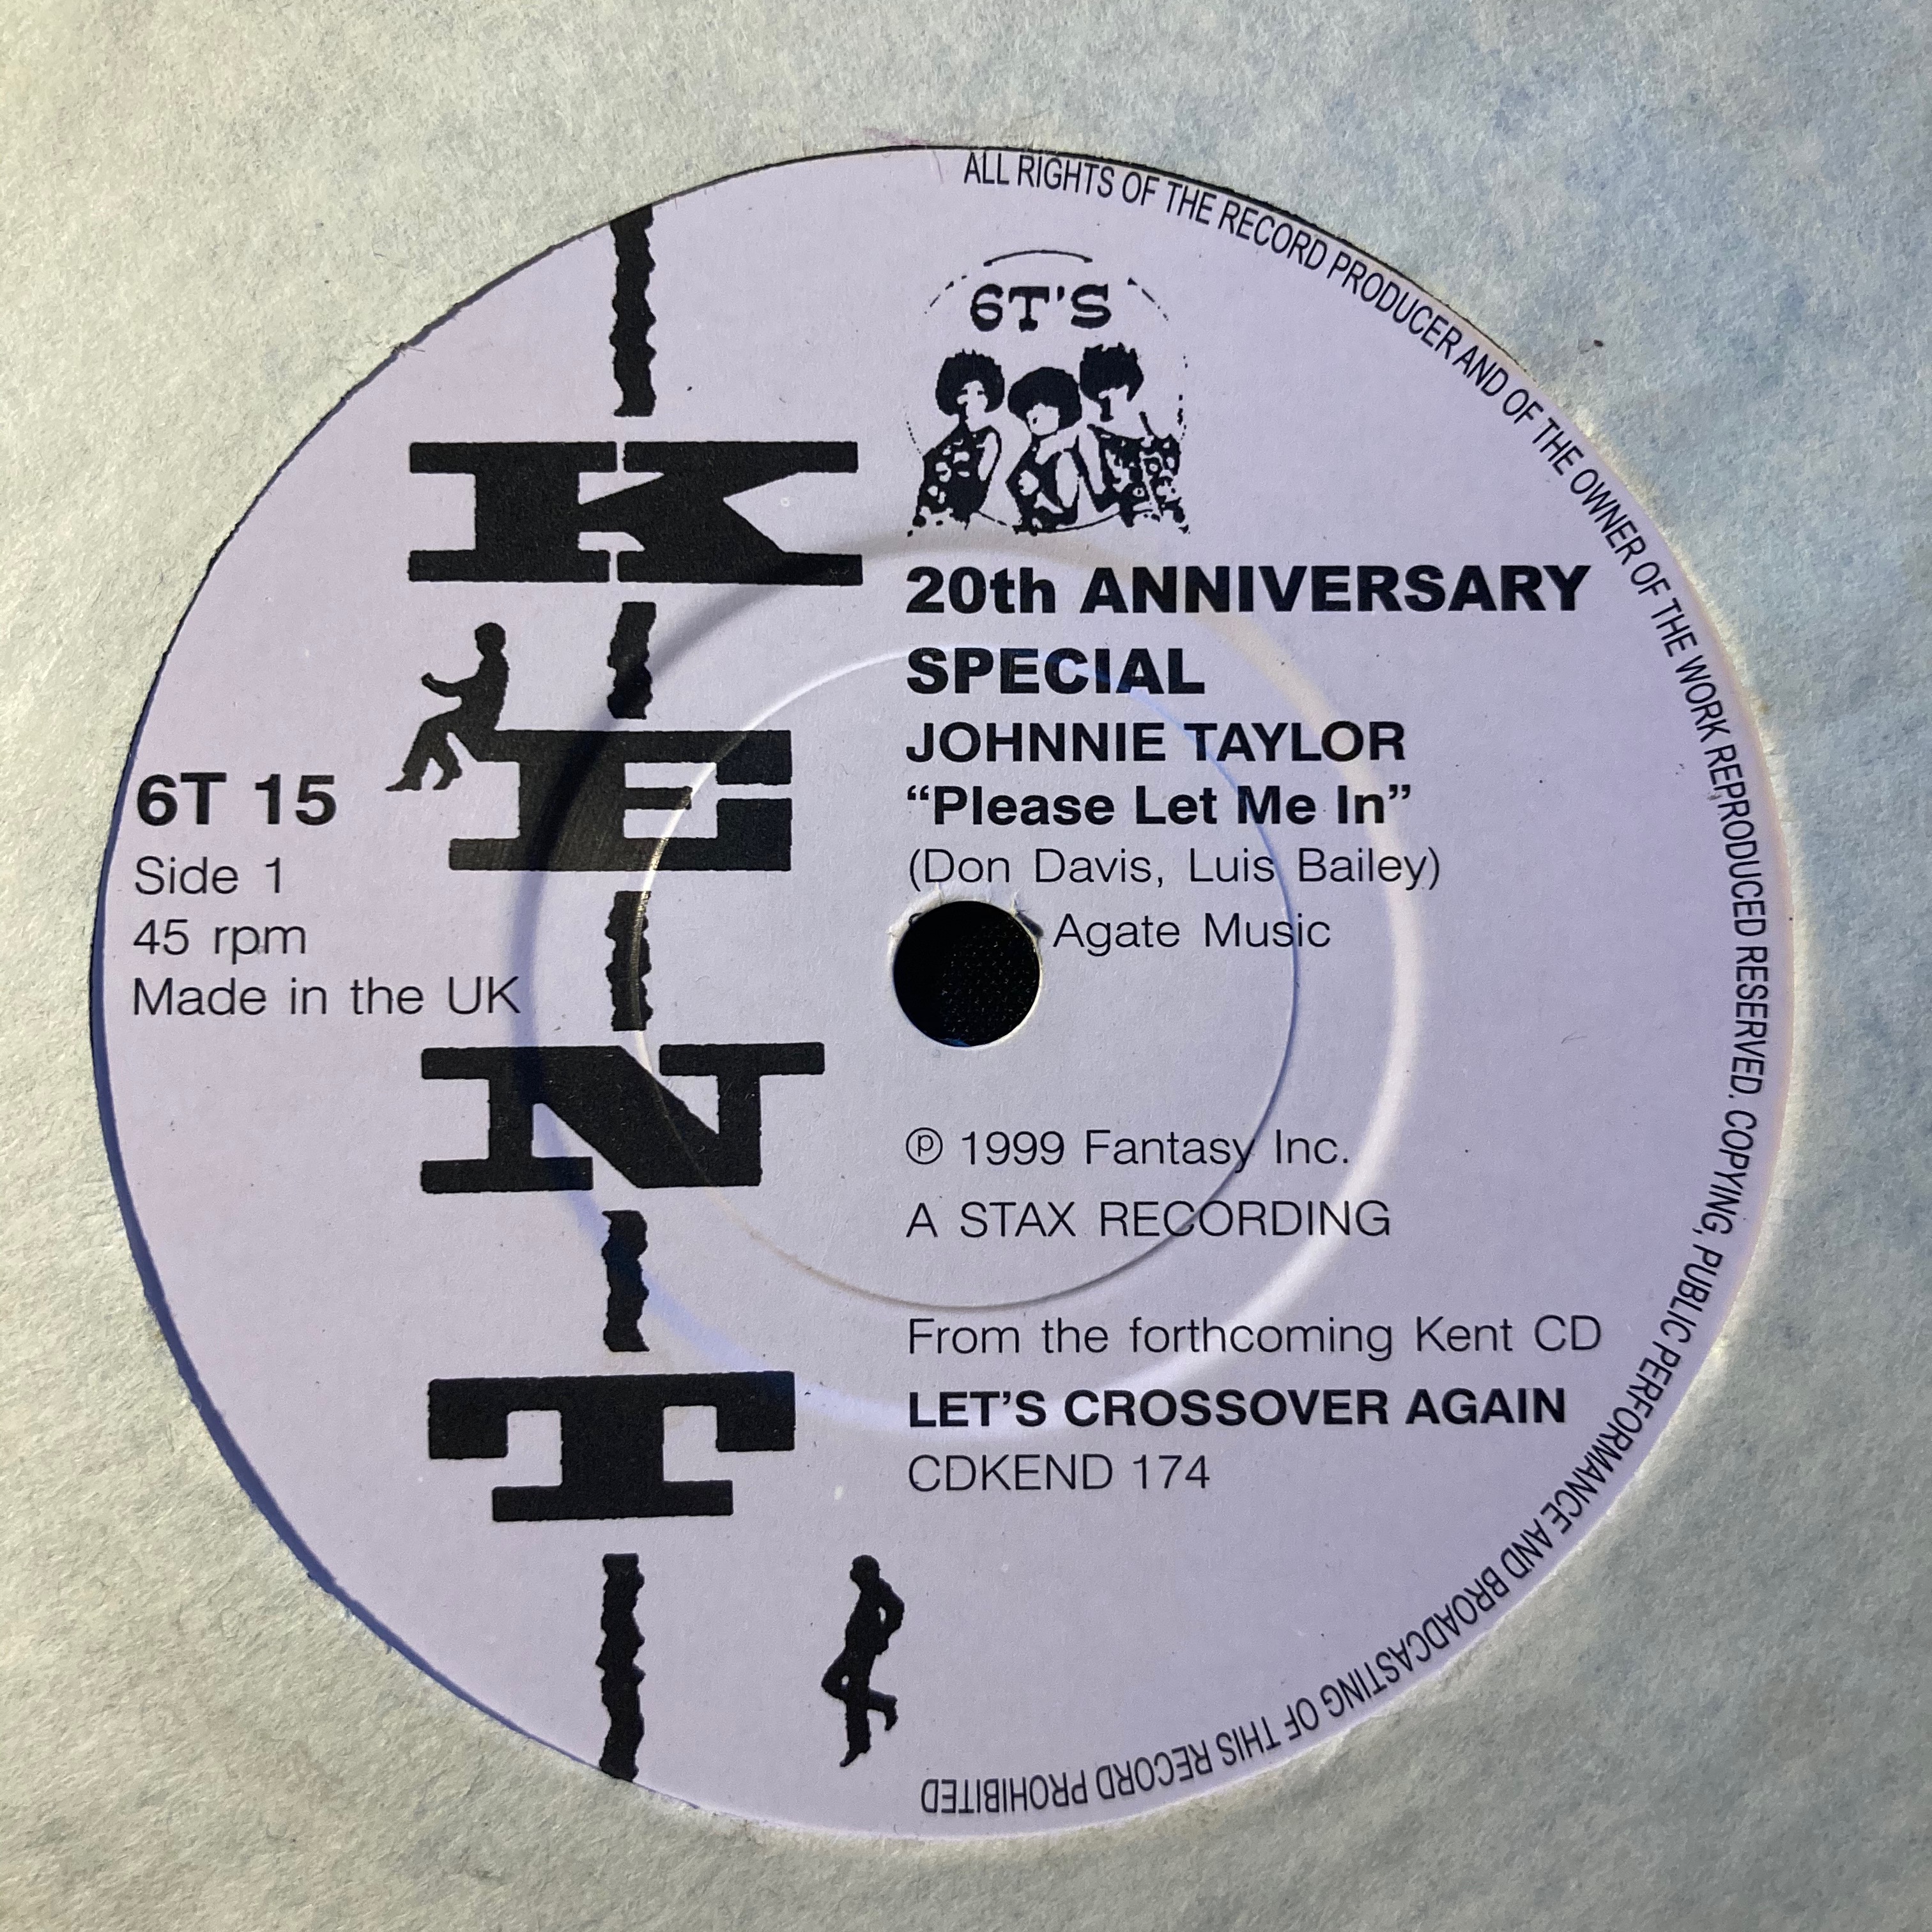 ALL RIGHTS OF THE RECORD PRODUCER AND OF THE OWNER OF THE WORK REPRODUCED RESERVED. COPYING, PUBLIC PERFORMANCE AND BROADCASTING OF THIS RECORD PROHIBITED
6T'S
KENT
20th ANNIVERSARY
SPECIAL
JOHNNIE TAYLOR
“Please Let Me In”
(Don Davis, Luis Bailey)
Agate Music
6T 15
Side 1
45 rpm
Made in the UK
℗ 1999 Fantasy Inc.
A STAX RECORDING
From the forthcoming Kent CD
LET’S CROSSOVER AGAIN
CDKEND 174